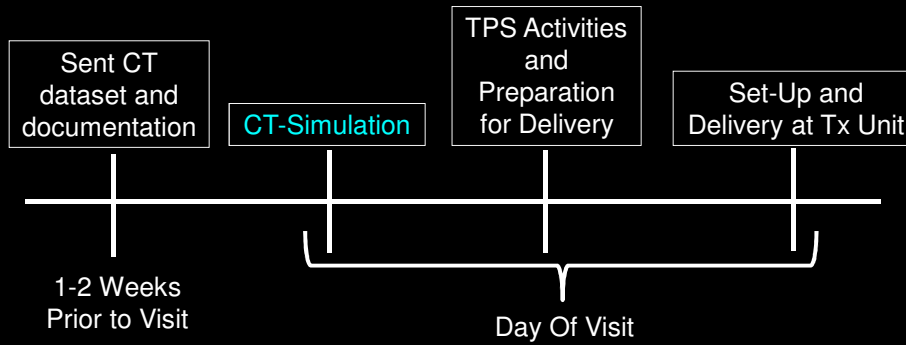 Sent CT
dataset and
documentation
CT-Simulation
TPS Activities
and
Preparation
for Delivery
Set-Up and
Delivery at Tx Unit
1-2 Weeks
Prior to Visit
Day Of Visit